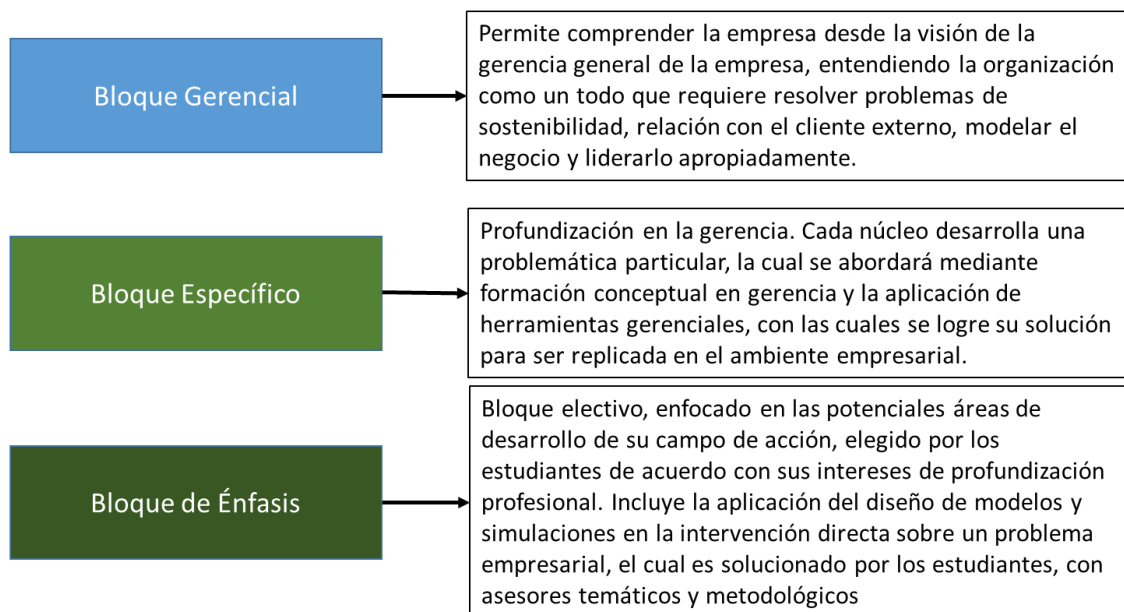 Bloque Gerencial
Permite comprender la empresa desde la visión de la
gerencia general de la empresa, entendiendo la organización
como un todo que requiere resolver problemas de
sostenibilidad, relación con el cliente externo, modelar el
negocio y liderarlo apropiadamente.
Bloque Específico
Profundización en la gerencia. Cada núcleo desarrolla una
problemática particular, la cual se abordará mediante
formación conceptual en gerencia y la aplicación de
herramientas gerenciales, con las cuales se logre su solución
para ser replicada en el ambiente empresarial.
Bloque de Énfasis
Bloque electivo, enfocado en las potenciales áreas de
desarrollo de su campo de acción, elegido por los
estudiantes de acuerdo con sus intereses de profundización
profesional. Incluye la aplicación del diseño de modelos y
simulaciones en la intervención directa sobre un problema
empresarial, el cual es solucionado por los estudiantes, con
asesores temáticos y metodológicos